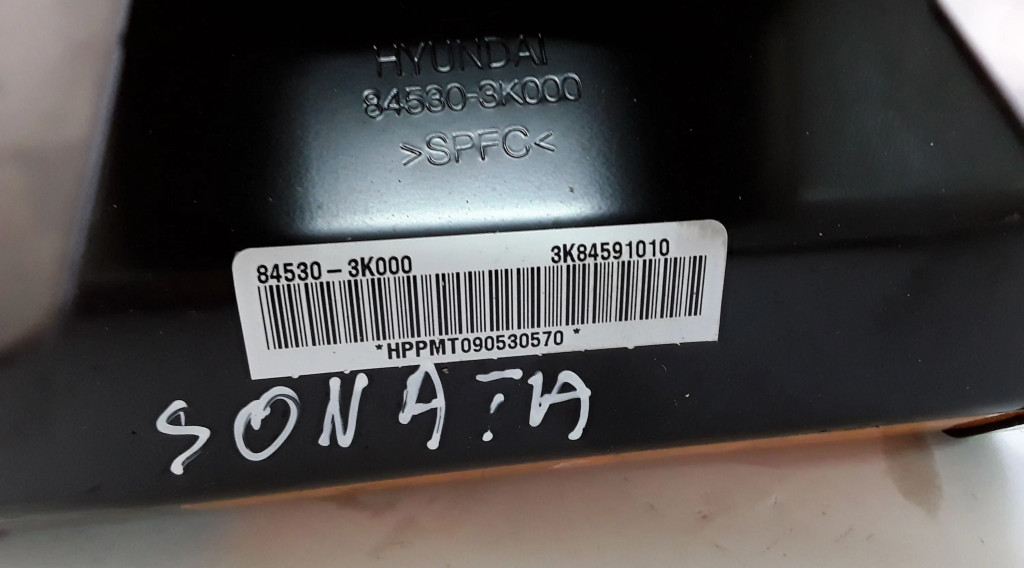 HYUNDAI
84530-3K000
>SPFC<
84530-3K000 3K84591010
*HPPMT090530570*
SONATA